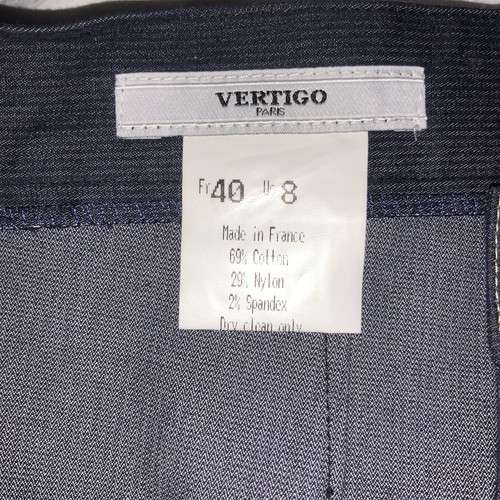 VERTIGO
PARIS
Fr 40 Us 8
Made in France
69% Cotton
29% Nylon
2% Spandex
Dry clean only